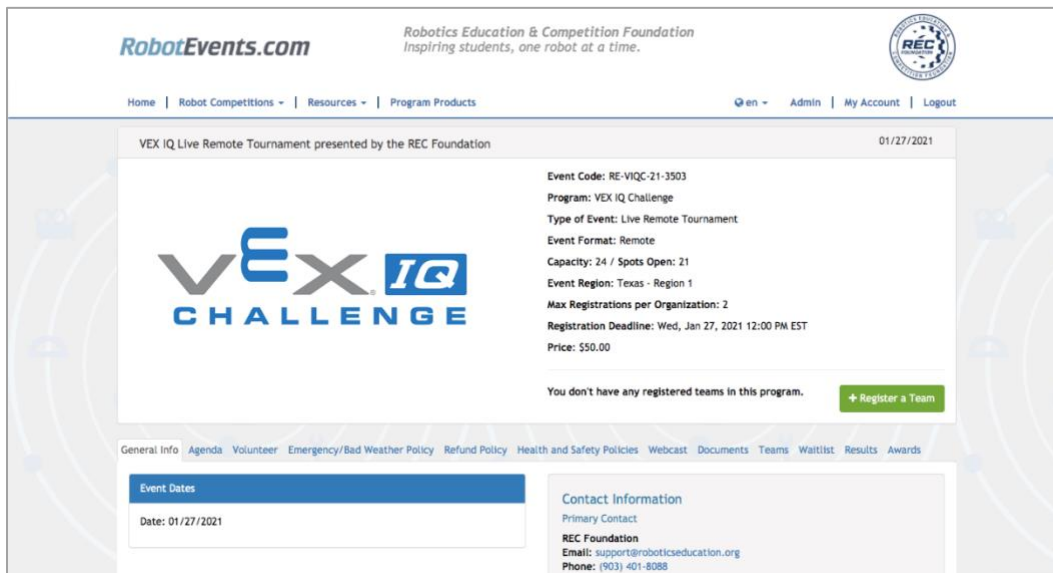 RobotEvents.com
Robotics Education & Competition Foundation
Inspiring students, one robot at a time.
REC
FOUNDATION
Home | Robot Competitions | Resources | Program Products
en Admin | My Account | Logout
VEX IQ Live Remote Tournament presented by the REC Foundation
01/27/2021
VEX IQ
CHALLENGE
Event Code: RE-VIQC-21-3503
Program: VEX IQ Challenge
Type of Event: Live Remote Tournament
Event Format: Remote
Capacity: 24 / Spots Open: 21
Event Region: Texas - Region 1
Max Registrations per Organization: 2
Registration Deadline: Wed, Jan 27, 2021 12:00 PM EST
Price: $50.00
You don't have any registered teams in this program.
+ Register a Team
General Info Agenda Volunteer Emergency/Bad Weather Policy Refund Policy Health and Safety Policies Webcast Documents Teams Waitlist Results Awards
Event Dates
Date: 01/27/2021
Contact Information
Primary Contact
REC Foundation
Email: support@roboticseducation.org
Phone: (903) 401-8088